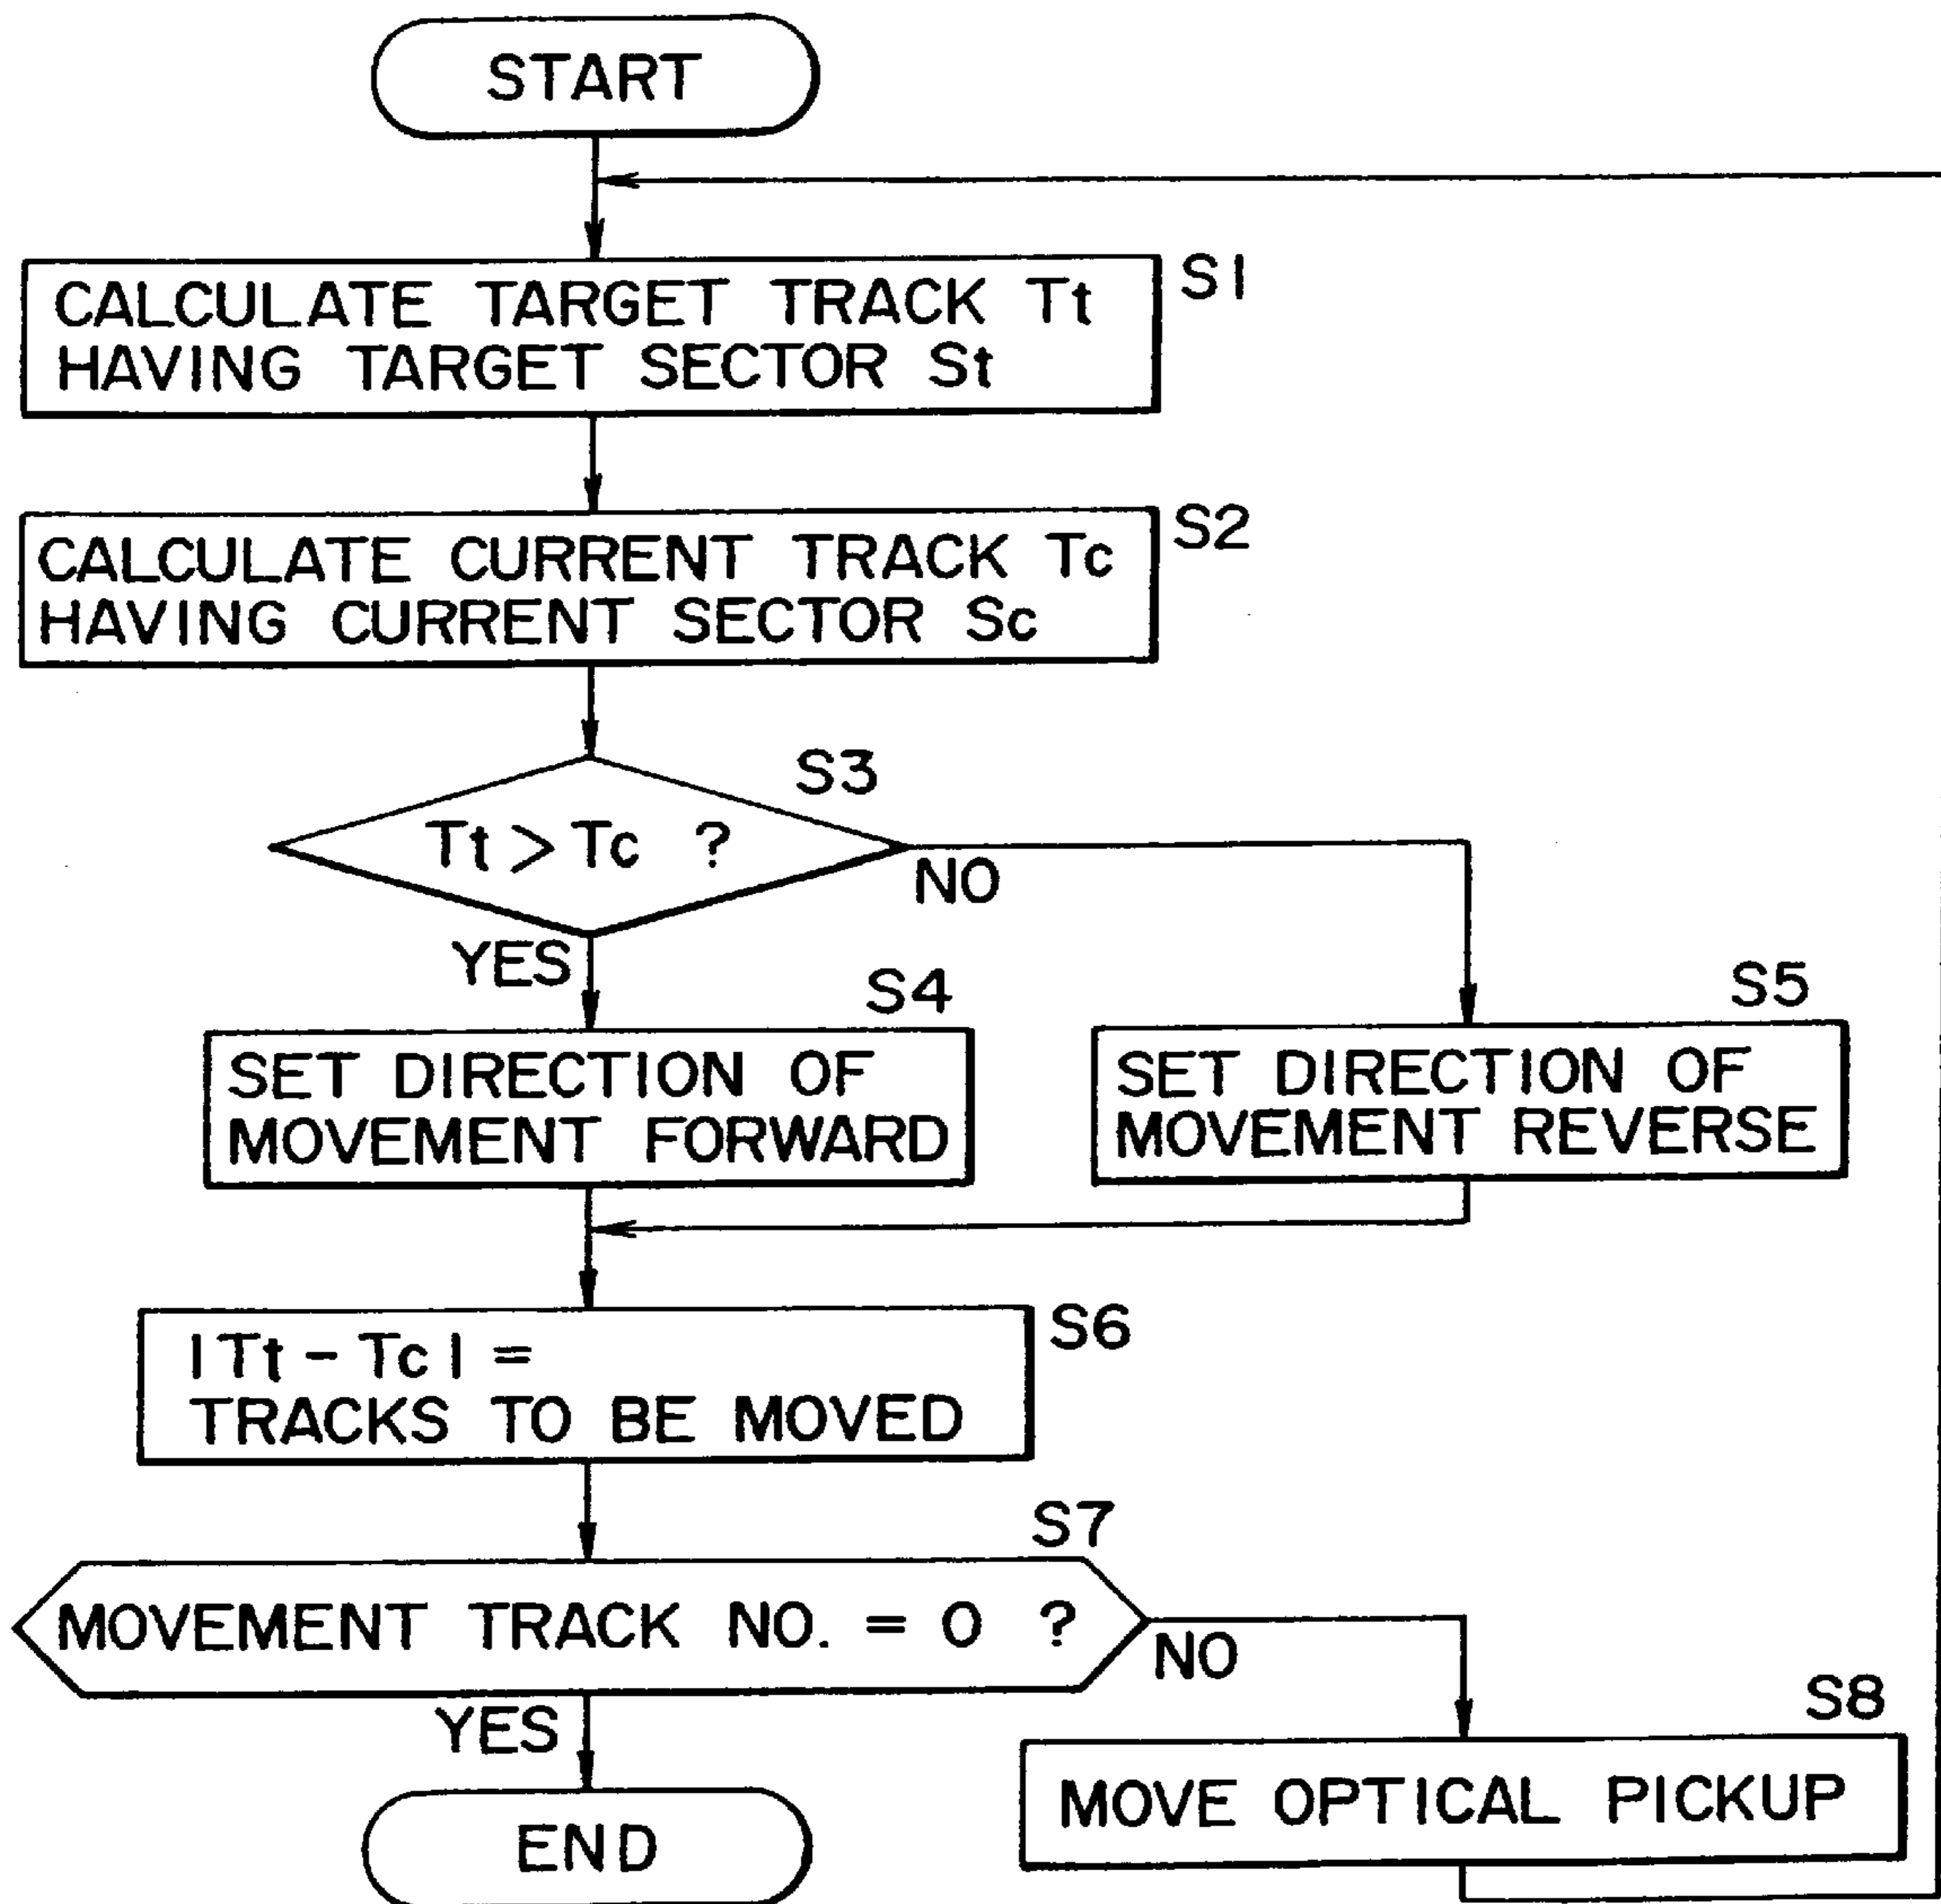 START
CALCULATE TARGET TRACK Tt
HAVING TARGET SECTOR St
S1
CALCULATE CURRENT TRACK Tc
HAVING CURRENT SECTOR Sc
S2
S3
Tt > Tc ?
NO
YES
S4
S5
SET DIRECTION OF
MOVEMENT FORWARD
SET DIRECTION OF
MOVEMENT REVERSE
|Tt - Tc| =
TRACKS TO BE MOVED
S6
S7
MOVEMENT TRACK NO. = 0 ?
NO
YES
S8
MOVE OPTICAL PICKUP
END